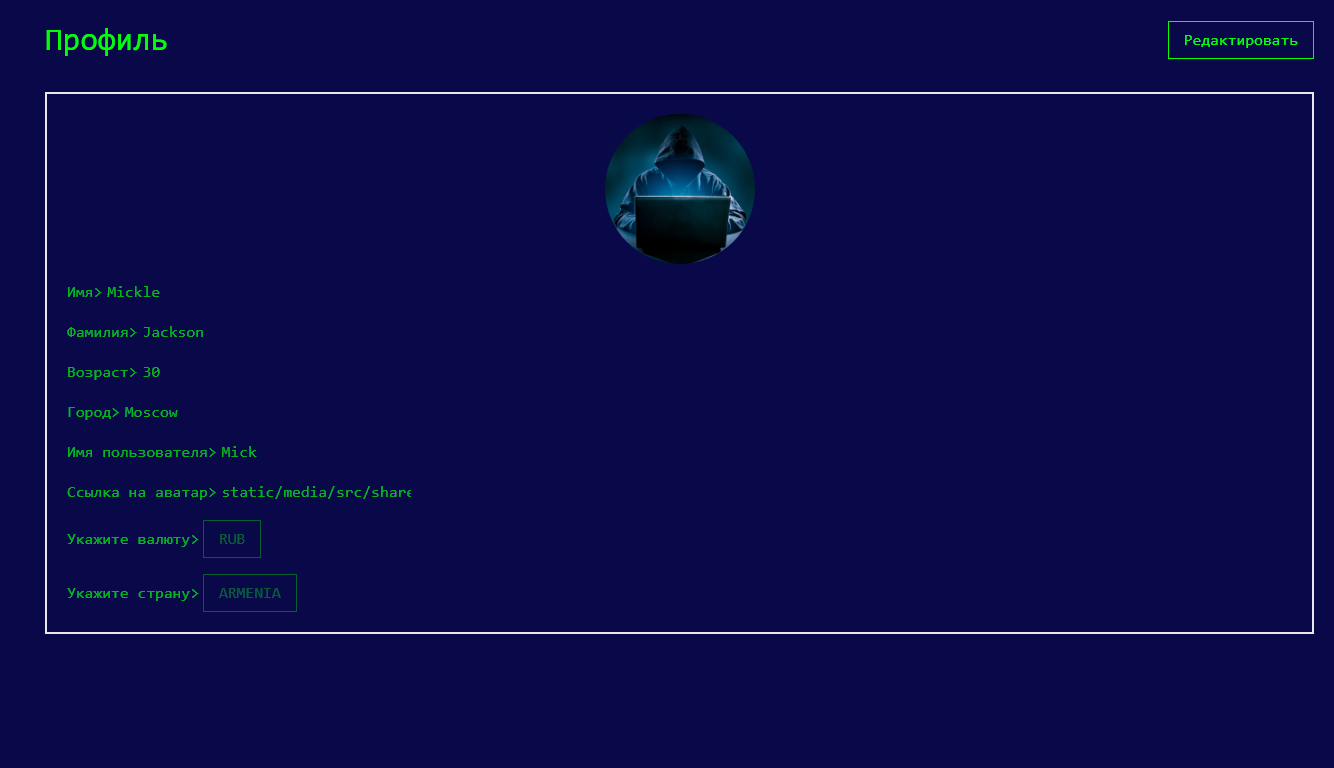 Профиль
Редактировать
Имя> Mickle
Фамилия> Jackson
Возраст> 30
Город> Moscow
Имя пользователя> Mick
Ссылка на аватар> static/media/src/share
Укажите валюту> RUB
Укажите страну> ARMENIA